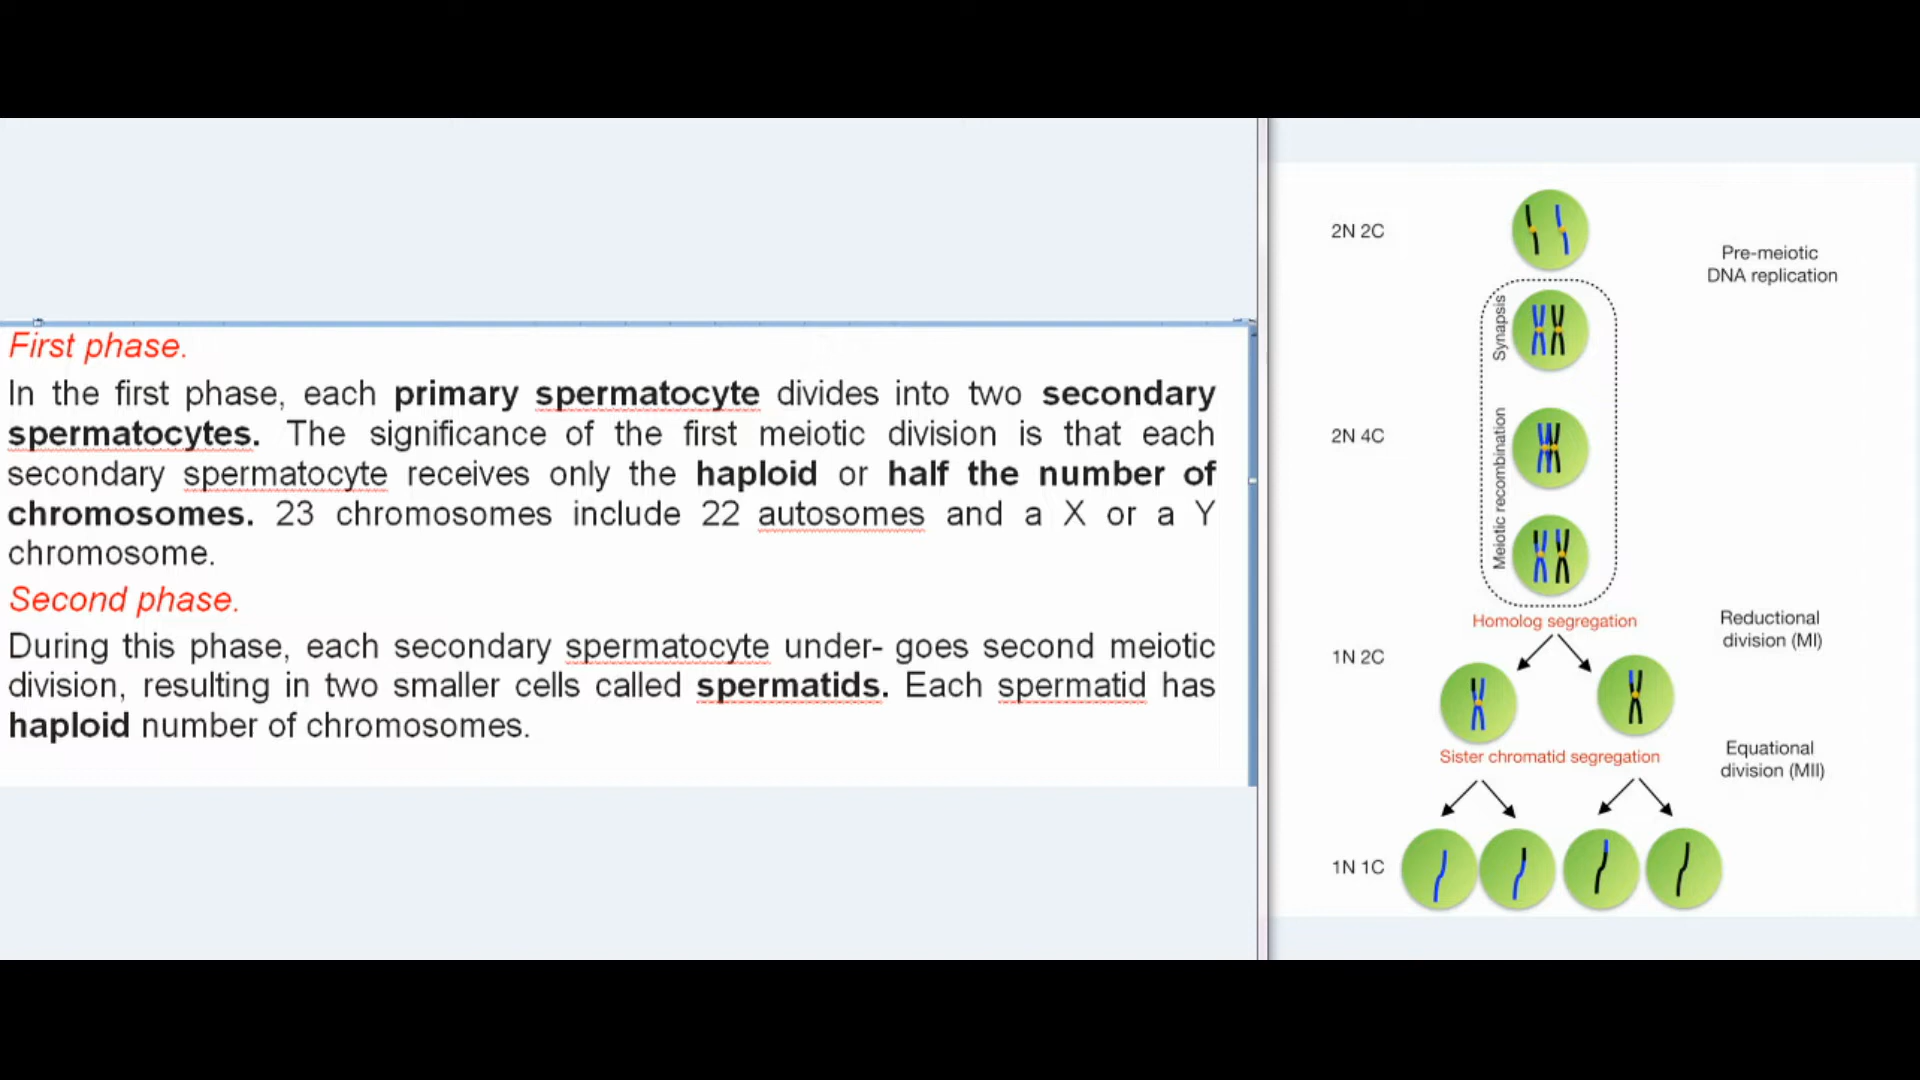 First phase.
In the first phase, each primary spermatocyte divides into two secondary
spermatocytes. The significance of the first meiotic division is that each
secondary spermatocyte receives only the haploid or half the number of
chromosomes. 23 chromosomes include 22 autosomes and a X or a Y
chromosome.
Second phase.
During this phase, each secondary spermatocyte under- goes second meiotic
division, resulting in two smaller cells called spermatids. Each spermatid has
haploid number of chromosomes.
2N 2C
Pre-meiotic
DNA replication
Synapsis
2N 4C
Meiotic recombination
Homolog segregation
Reductional
division (MI)
1N 2C
Sister chromatid segregation
Equational
division (MII)
1N 1C